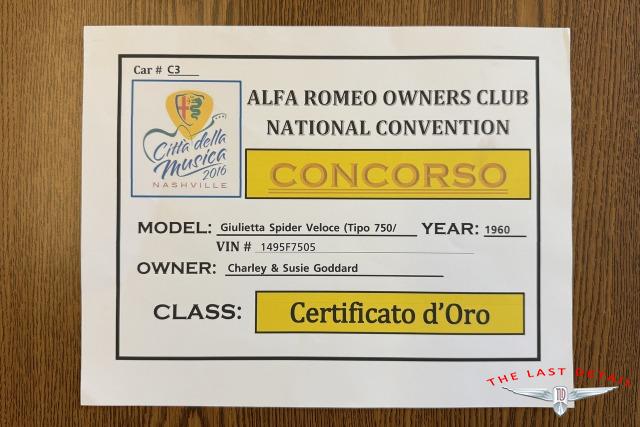 Car # C3
Città della
Musica
2016
NASHVILLE
ALFA ROMEO OWNERS CLUB
NATIONAL CONVENTION
CONCORSO
MODEL: Giulietta Spider Veloce (Tipo 750/ YEAR: 1960
VIN # 1495F7505
OWNER: Charley & Susie Goddard
CLASS: Certificato d'Oro
THE LAST DETAIL
TLD